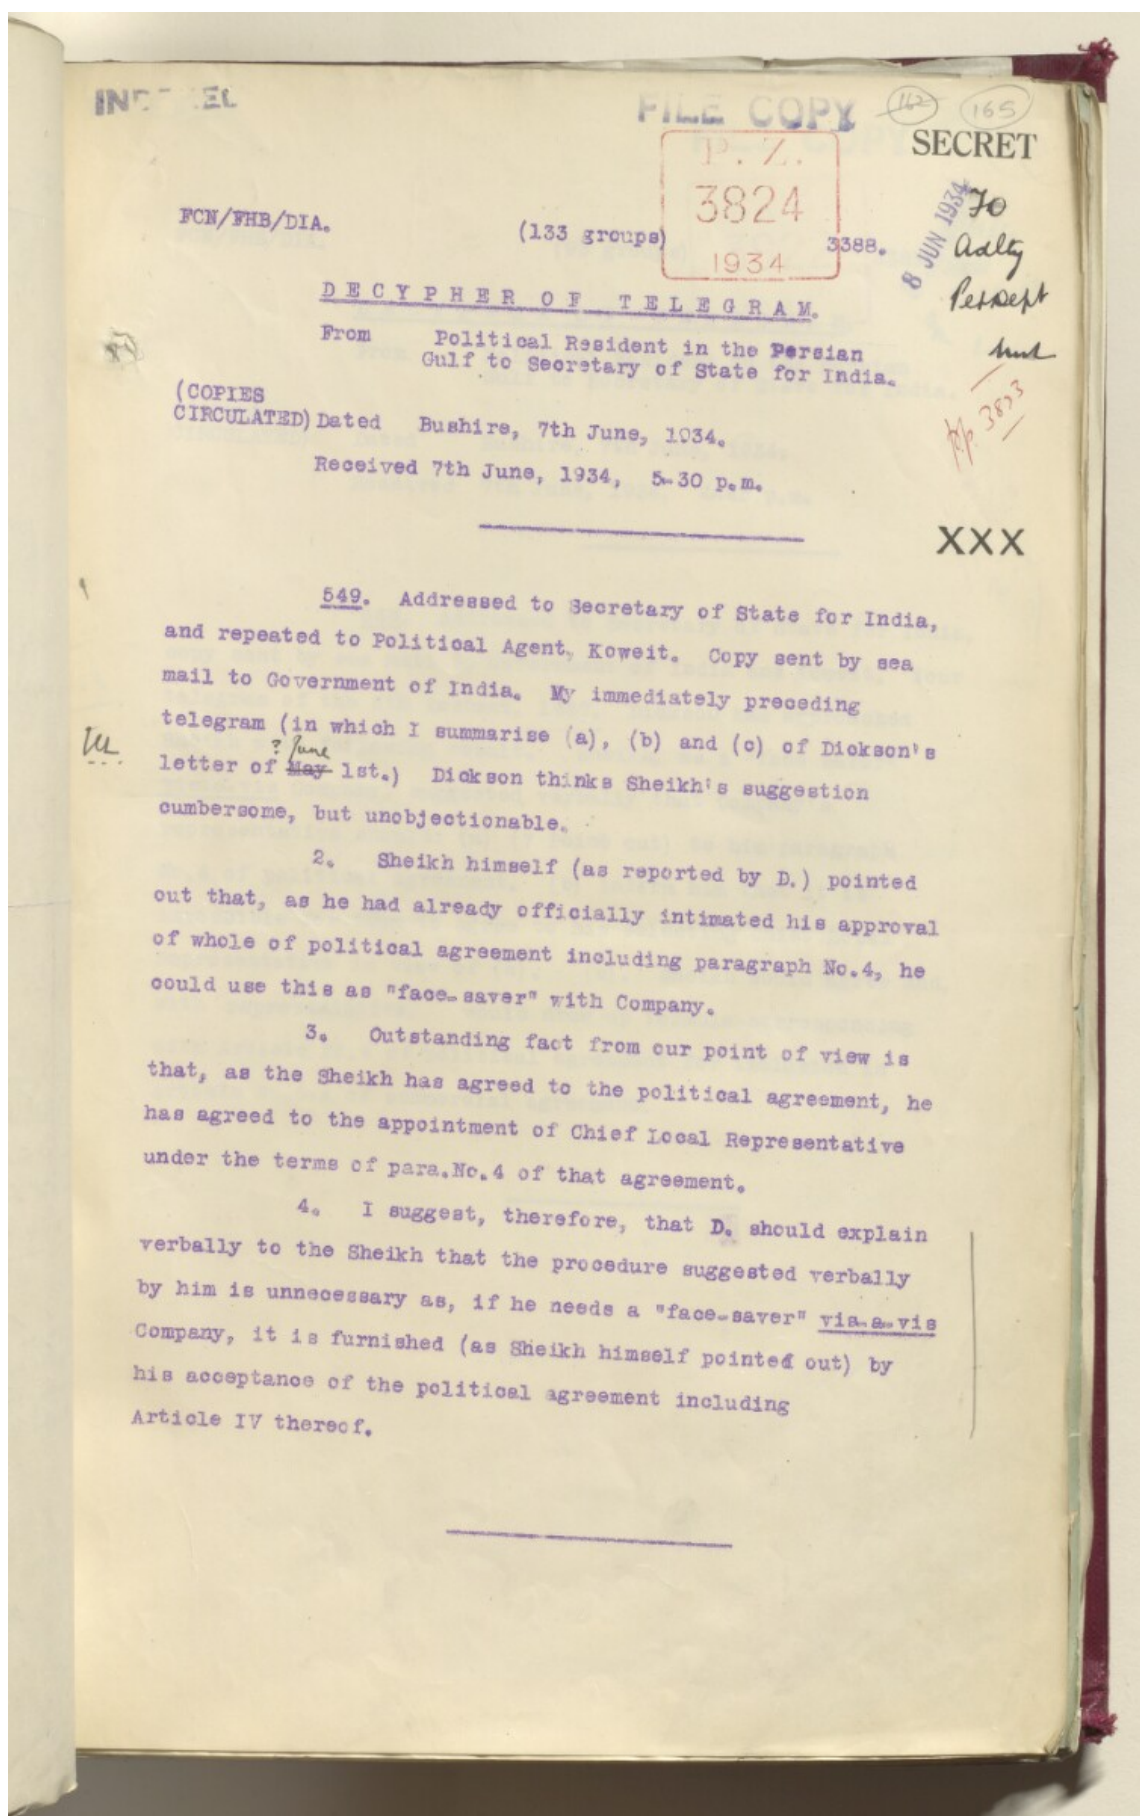 FILE COPY
162 165
SECRET
P. Z.
3824
1934
8 JUN 1934
FCN/FHB/DIA.
(133 groups)
3388.
DECYPHER OF TELEGRAM.
From Political Resident in the Persian
Gulf to Secretary of State for India.
(COPIES
CIRCULATED) Dated Bushire, 7th June, 1934.
Received 7th June, 1934, 5-30 p.m.
XXX
549. Addressed to Secretary of State for India,
and repeated to Political Agent, Koweit. Copy sent by sea
mail to Government of India. My immediately preceding
telegram (in which I summarise (a), (b) and (c) of Dickson's
? June
letter of May 1st.) Dickson thinks Sheikh's suggestion
cumbersome, but unobjectionable.
2. Sheikh himself (as reported by D.) pointed
out that, as he had already officially intimated his approval
of whole of political agreement including paragraph No.4, he
could use this as "face-saver" with Company.
3. Outstanding fact from our point of view is
that, as the Sheikh has agreed to the political agreement, he
has agreed to the appointment of Chief Local Representative
under the terms of para.No.4 of that agreement.
4. I suggest, therefore, that D. should explain
verbally to the Sheikh that the procedure suggested verbally
by him is unnecessary as, if he needs a "face-saver" vis-a-vis
Company, it is furnished (as Sheikh himself pointed out) by
his acceptance of the political agreement including
Article IV thereof.